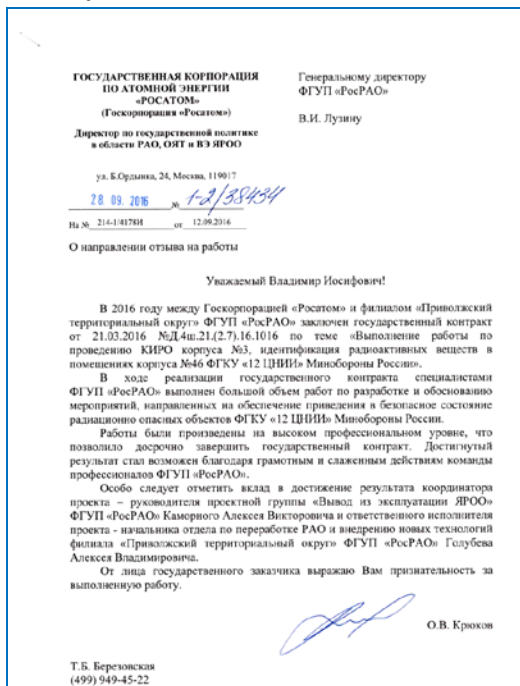 ГОСУДАРСТВЕННАЯ КОРПОРАЦИЯ
ПО АТОМНОЙ ЭНЕРГИИ
«РОСАТОМ»
(Госкорпорация «Росатом»)
Директор по государственной политике
в области РАО, ОЯТ и ВЭ ЯРОО
ул. Б.Ордынка, 24, Москва, 119017
28. 09. 2016 № 1-2/38434
На № 214-1/4178И от 12.09.2016
О направлении отзыва на работы
Генеральному директору
ФГУП «РосРАО»
В.И. Лузину
Уважаемый Владимир Иосифович!
В 2016 году между Госкорпорацией «Росатом» и филиалом «Приволжский
территориальный округ» ФГУП «РосРАО» заключен государственный контракт
от 21.03.2016 №Д.4ш.21.(2.7).16.1016 по теме «Выполнение работы по
проведению КИРО корпуса №3, идентификация радиоактивных веществ в
помещениях корпуса №46 ФГКУ «12 ЦНИИ» Минобороны России».
В ходе реализации государственного контракта специалистами
ФГУП «РосРАО» выполнен большой объем работ по разработке и обоснованию
мероприятий, направленных на обеспечение приведения в безопасное состояние
радиационно опасных объектов ФГКУ «12 ЦНИИ» Минобороны России.
Работы были произведены на высоком профессиональном уровне, что
позволило досрочно завершить государственный контракт. Достигнутый
результат стал возможен благодаря грамотным и слаженным действиям команды
профессионалов ФГУП «РосРАО».
Особо следует отметить вклад в достижение результата координатора
проекта – руководителя проектной группы «Вывод из эксплуатации ЯРОО»
ФГУП «РосРАО» Каморного Алексея Викторовича и ответственного исполнителя
проекта - начальника отдела по переработке РАО и внедрению новых технологий
филиала «Приволжский территориальный округ» ФГУП «РосРАО» Голубева
Алексея Владимировича.
От лица государственного заказчика выражаю Вам признательность за
выполненную работу.
О.В. Крюков
Т.Б. Березовская
(499) 949-45-22